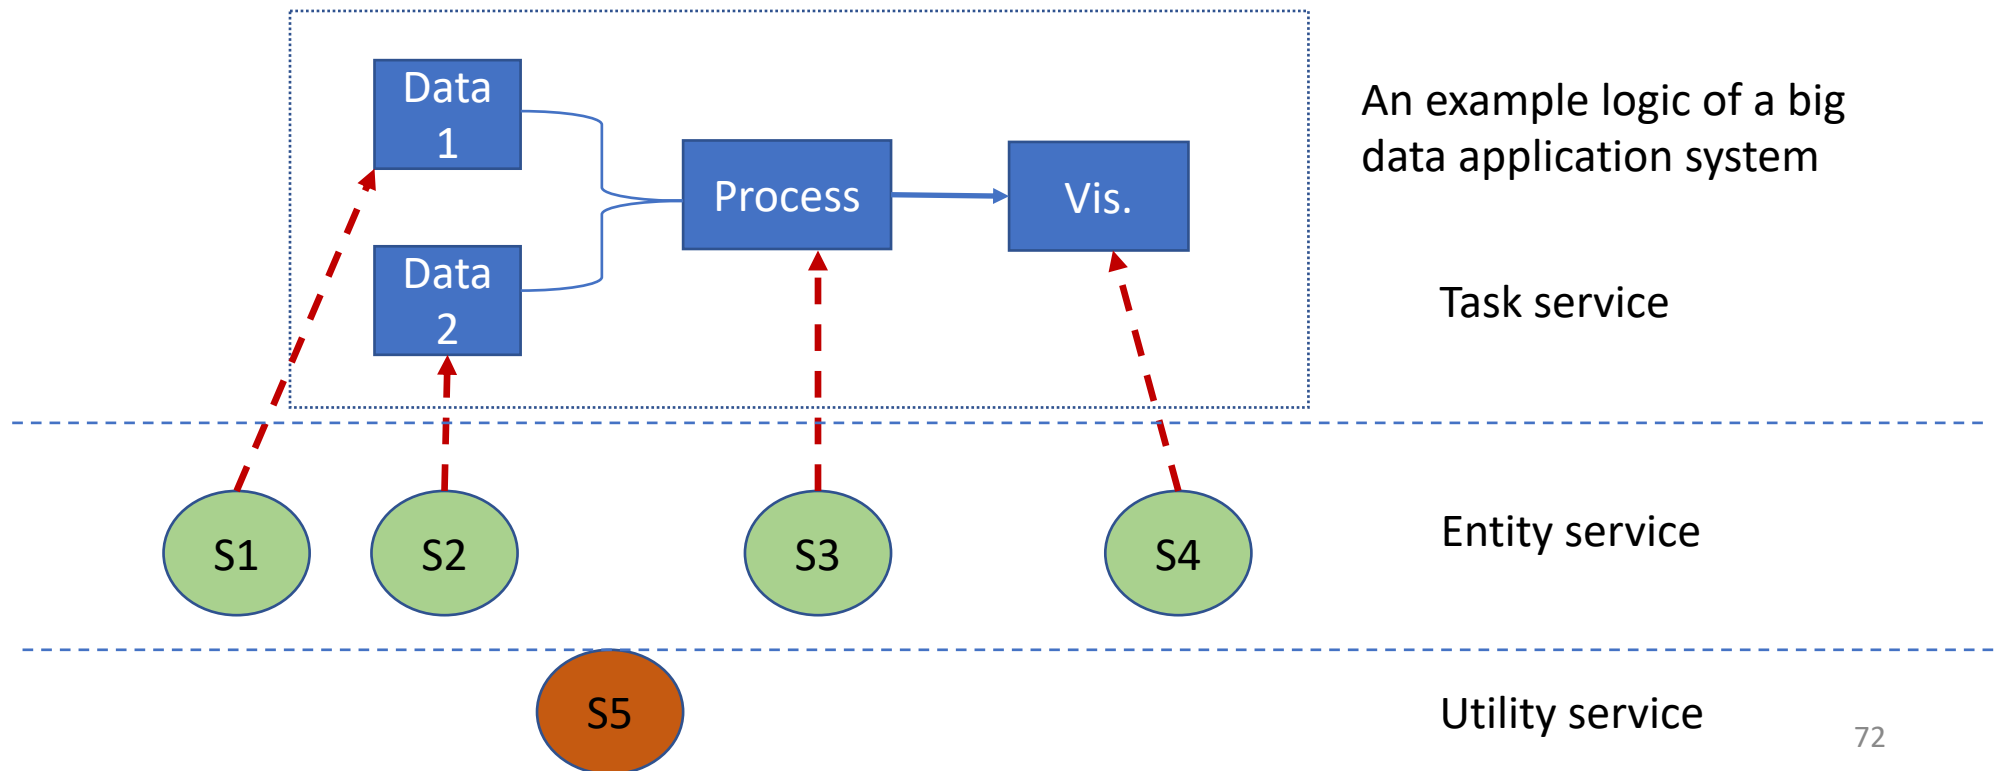 Data
1
Data
2
Process
Vis.
An example logic of a big
data application system
Task service
S1
S2
S3
S4
Entity service
S5
Utility service
72